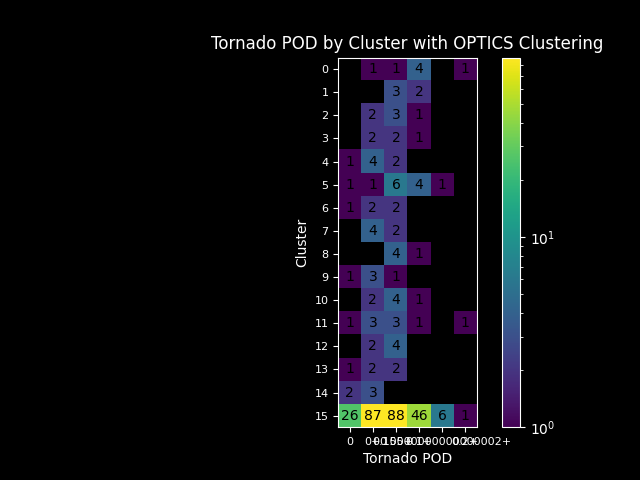 Tornado POD by Cluster with OPTICS Clustering
0 1 1 4 1
1 3 2
2 2 3 1
3 2 2 1
4 1 4 2
5 1 1 6 4 1
6 1 2 2
7 4 2
8 4 1
9 1 3 1
10 2 4 1
11 1 3 3 1 1
12 2 4
13 1 2 2
14 2 3
15 26 87 88 46 6 1
0
Tornado POD
Cluster
10^1
10^0